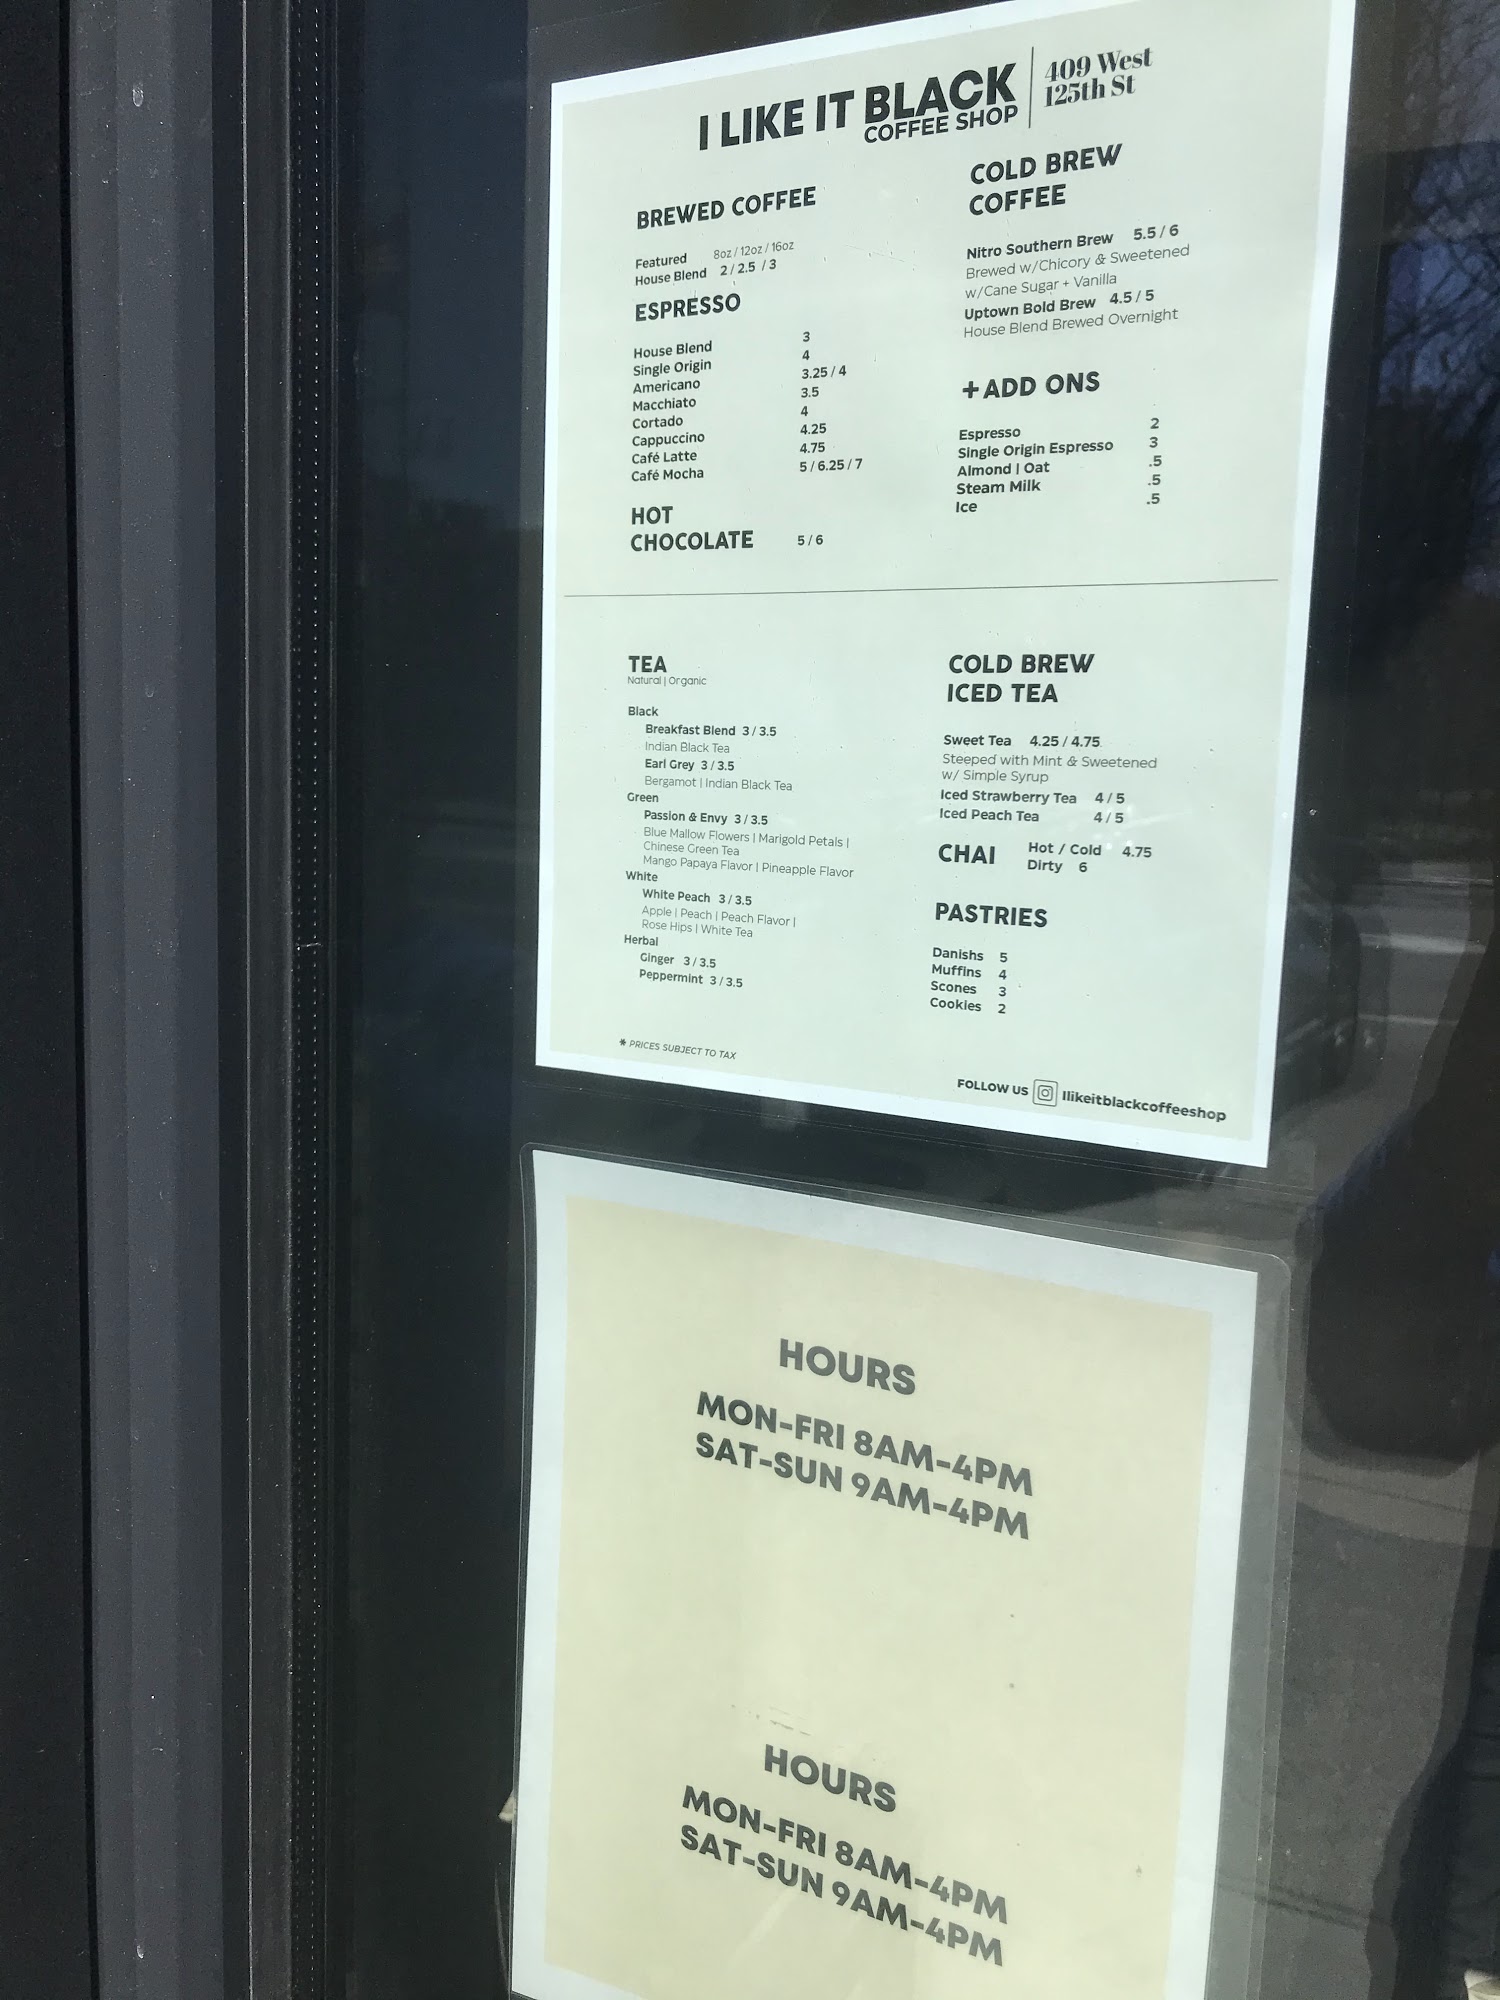 I LIKE IT BLACK
COFFEE SHOP
409 West
125th St
BREWED COFFEE
Featured 8oz / 12oz / 16oz
House Blend 2 / 2.5 / 3
ESPRESSO
House Blend 3
Single Origin 4
Americano 3.25 / 4
Macchiato 3.5
Cortado 4
Cappuccino 4.25
Café Latte 4.75
Café Mocha 5 / 6.25 / 7
HOT
CHOCOLATE 5 / 6
COLD BREW
COFFEE
Nitro Southern Brew 5.5 / 6
Brewed w/Chicory & Sweetened
w/Cane Sugar + Vanilla
Uptown Bold Brew 4.5 / 5
House Blend Brewed Overnight
+ADD ONS
Espresso 2
Single Origin Espresso 3
Almond | Oat .5
Steam Milk .5
Ice .5
TEA
Natural | Organic
Black
Breakfast Blend 3 / 3.5
Indian Black Tea
Earl Grey 3 / 3.5
Bergamot | Indian Black Tea
Green
Passion & Envy 3 / 3.5
Blue Mallow Flowers | Marigold Petals |
Chinese Green Tea
Mango Papaya Flavor | Pineapple Flavor
White
White Peach 3 / 3.5
Apple | Peach | Peach Flavor |
Rose Hips | White Tea
Herbal
Ginger 3 / 3.5
Peppermint 3 / 3.5
* PRICES SUBJECT TO TAX
COLD BREW
ICED TEA
Sweet Tea 4.25 / 4.75
Steeped with Mint & Sweetened
w/ Simple Syrup
Iced Strawberry Tea 4 / 5
Iced Peach Tea 4 / 5
CHAI Hot / Cold 4.75
Dirty 6
PASTRIES
Danishs 5
Muffins 4
Scones 3
Cookies 2
FOLLOW US Ilikeitblackcoffeeshop
HOURS
MON-FRI 8AM-4PM
SAT-SUN 9AM-4PM
HOURS
MON-FRI 8AM-4PM
SAT-SUN 9AM-4PM